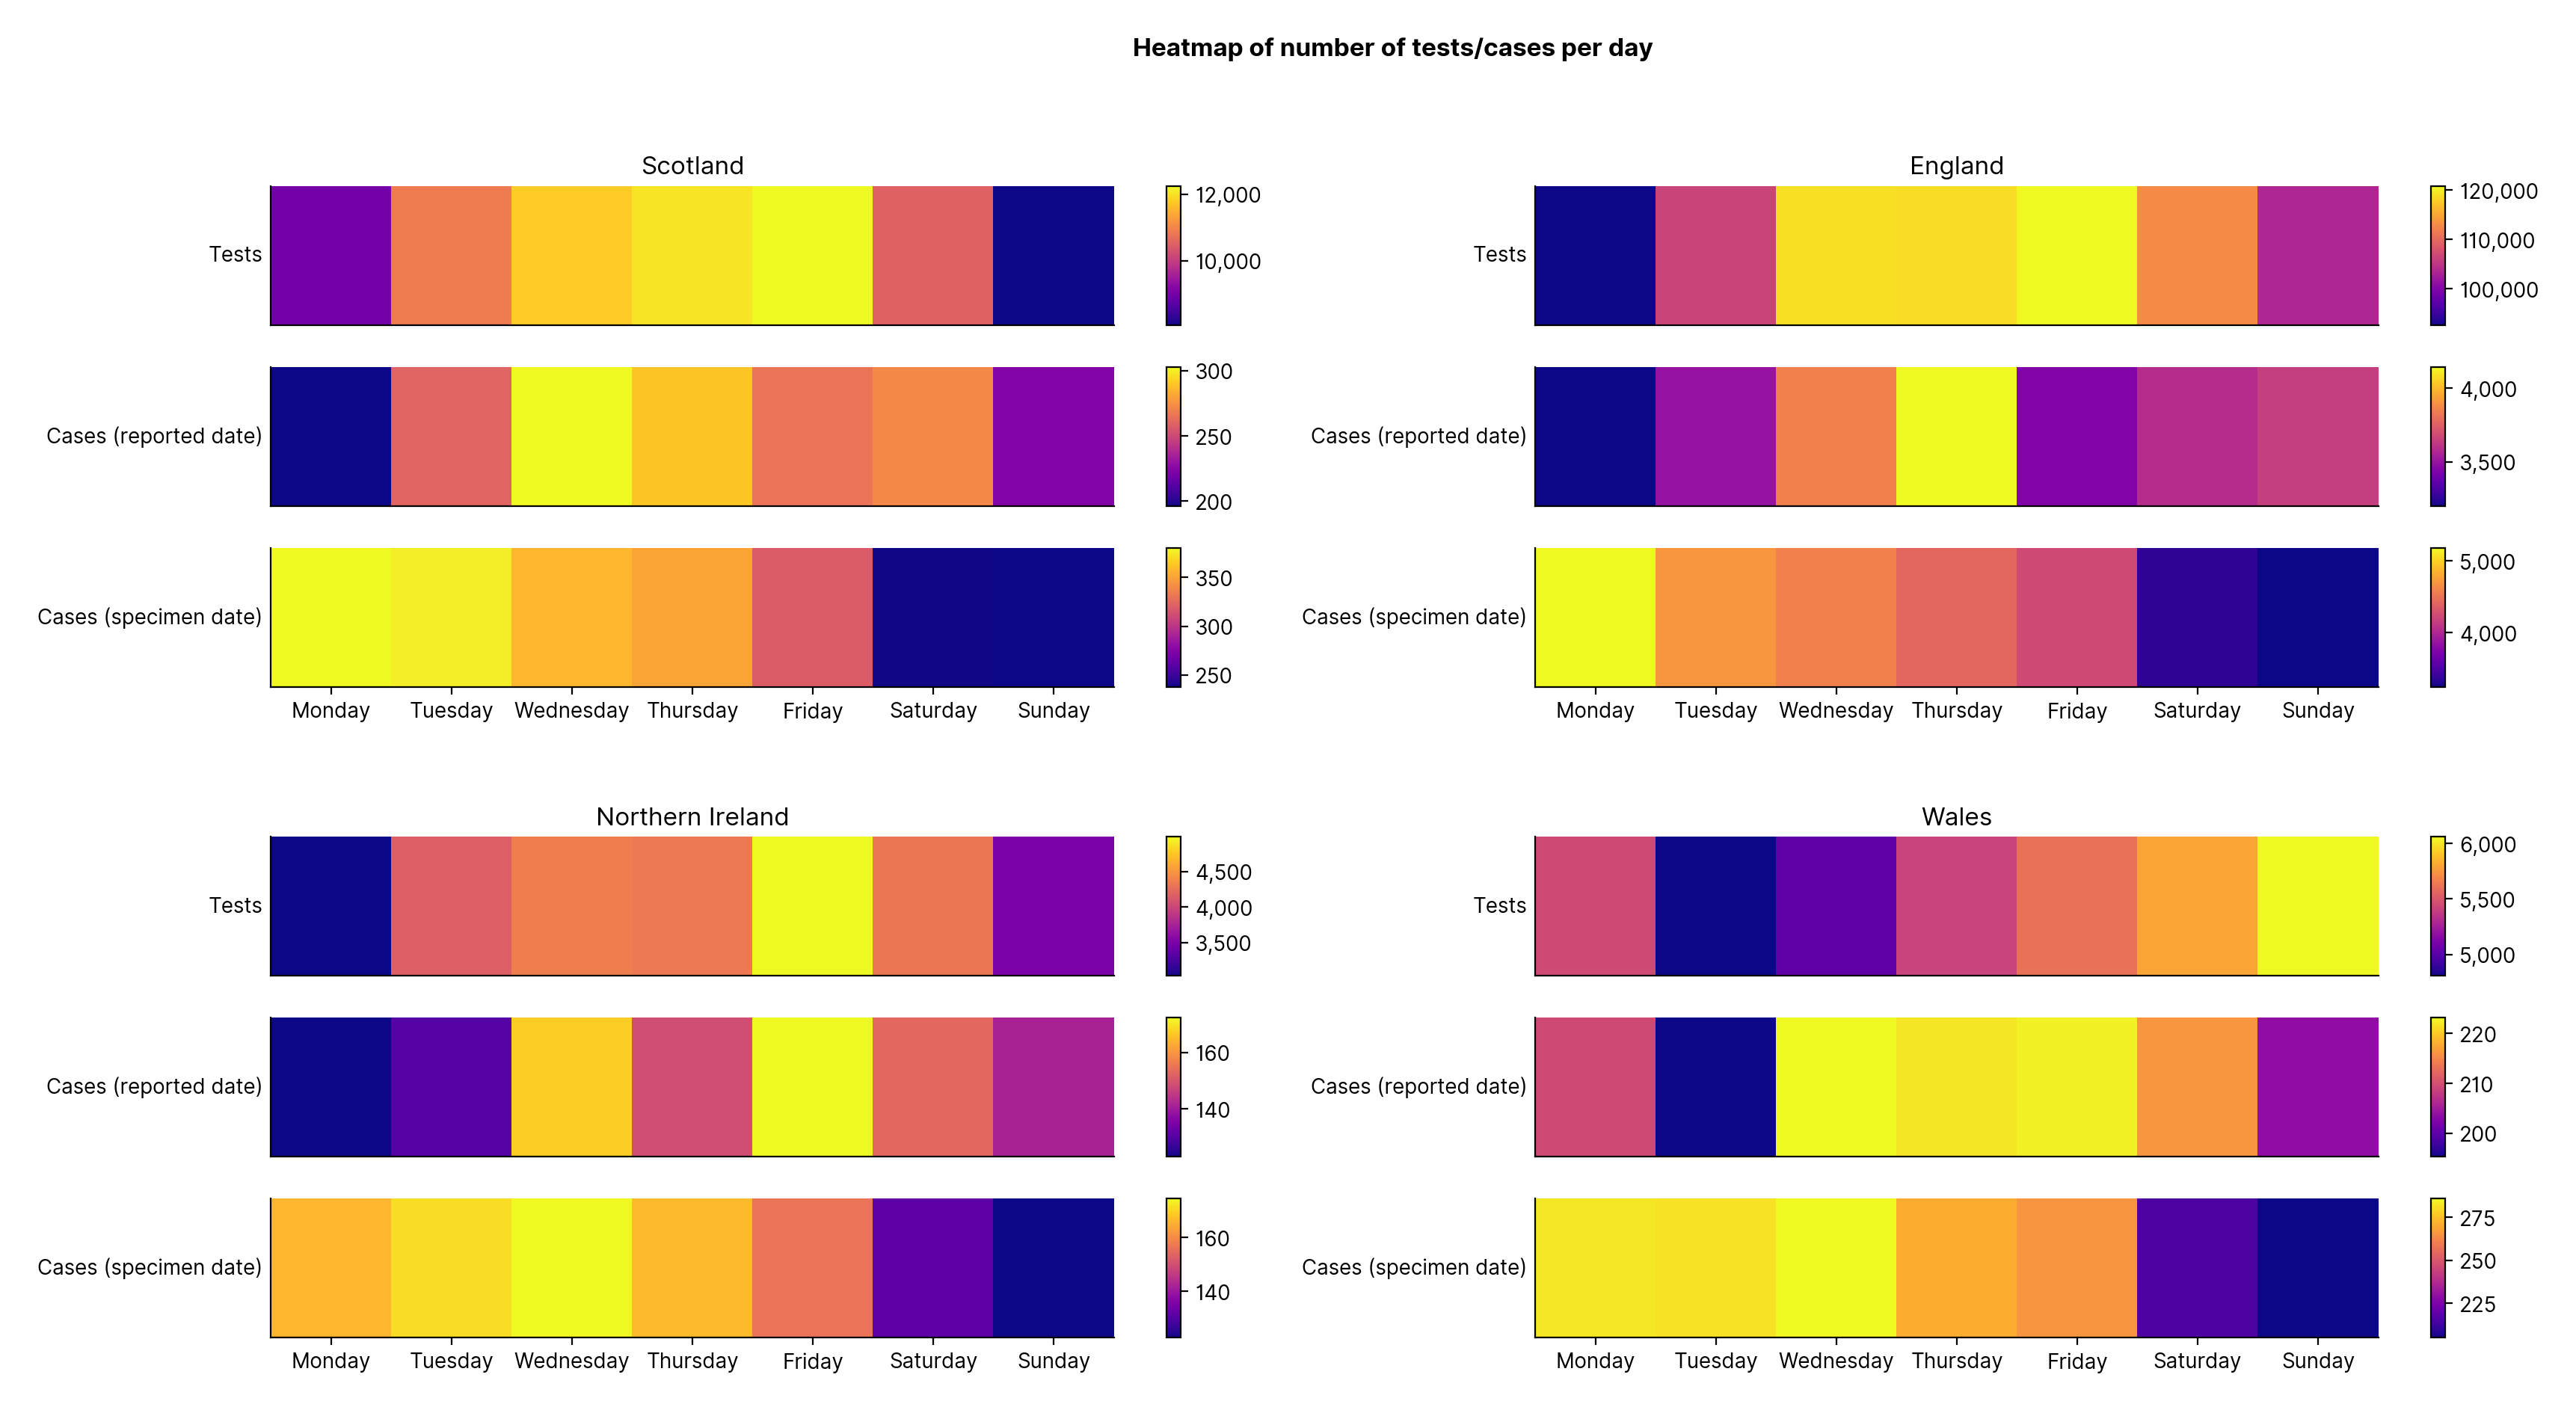 Heatmap of number of tests/cases per day
Scotland
Tests
12,000
10,000
Cases (reported date)
300
250
200
Cases (specimen date)
350
300
250
Monday Tuesday Wednesday Thursday Friday Saturday Sunday
England
Tests
120,000
110,000
100,000
Cases (reported date)
4,000
3,500
Cases (specimen date)
5,000
4,000
Monday Tuesday Wednesday Thursday Friday Saturday Sunday
Northern Ireland
Tests
4,500
4,000
3,500
Cases (reported date)
160
140
Cases (specimen date)
160
140
Monday Tuesday Wednesday Thursday Friday Saturday Sunday
Wales
Tests
6,000
5,500
5,000
Cases (reported date)
220
210
200
Cases (specimen date)
275
250
225
Monday Tuesday Wednesday Thursday Friday Saturday Sunday